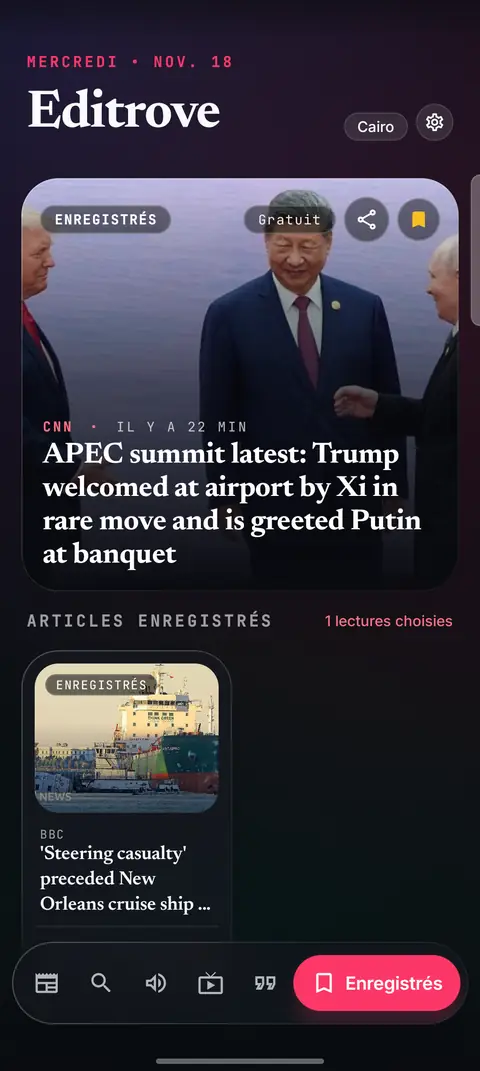 MERCREDI • NOV. 18
Editrove
Cairo
ENREGISTRÉS
Gratuit
CNN • IL Y A 22 MIN
APEC summit latest: Trump
welcomed at airport by Xi in
rare move and is greeted Putin
at banquet
ARTICLES ENREGISTRÉS
1 lectures choisies
ENREGISTRÉS
THINK GREEN
NEWS
BBC
'Steering casualty'
preceded New
Orleans cruise ship ...
Enregistrés